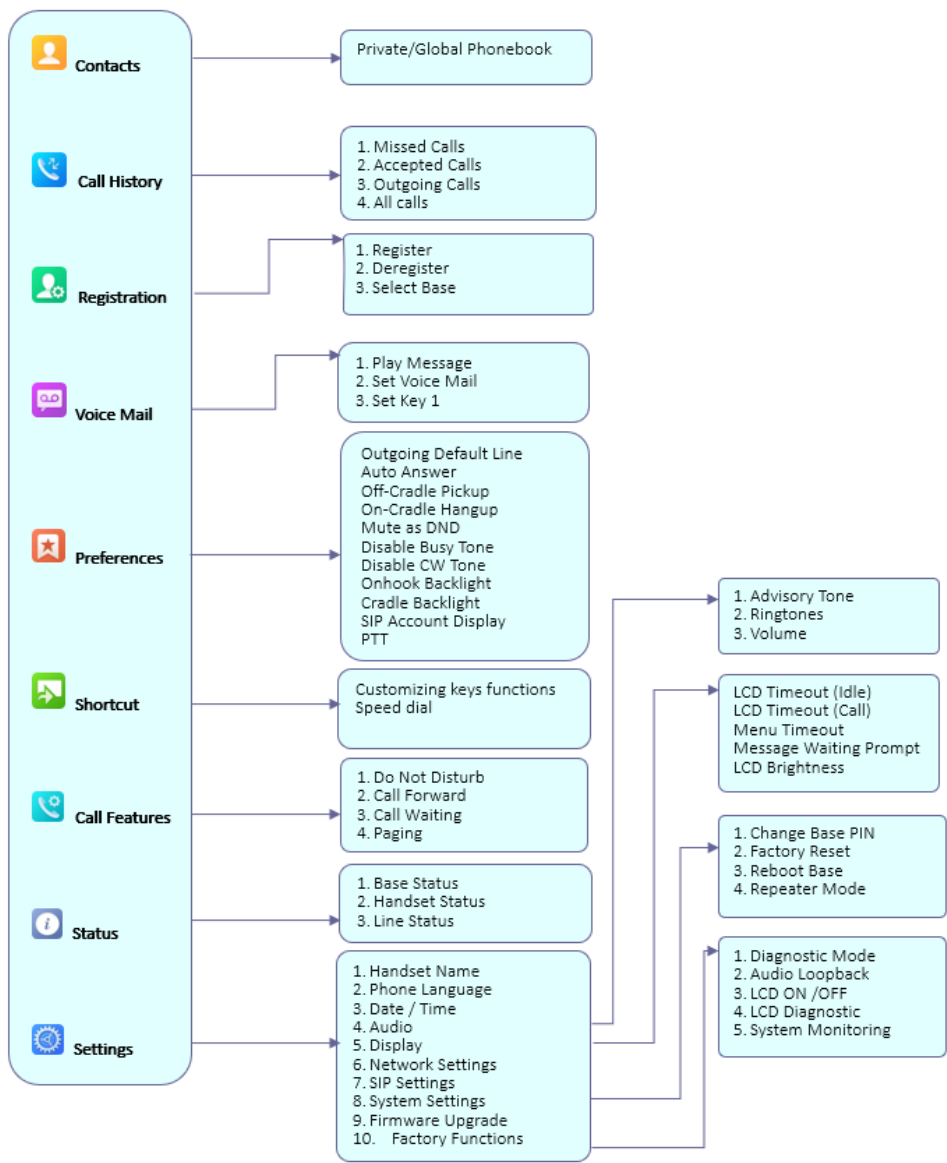 Contacts
Private/Global Phonebook
Call History
1. Missed Calls
2. Accepted Calls
3. Outgoing Calls
4. All calls
Registration
1. Register
2. Deregister
3. Select Base
Voice Mail
1. Play Message
2. Set Voice Mail
3. Set Key 1
Preferences
Outgoing Default Line
Auto Answer
Off-Cradle Pickup
On-Cradle Hangup
Mute as DND
Disable Busy Tone
Disable CW Tone
Onhook Backlight
Cradle Backlight
SIP Account Display
PTT
Shortcut
Customizing keys functions
Speed dial
Call Features
1. Do Not Disturb
2. Call Forward
3. Call Waiting
4. Paging
Status
1. Base Status
2. Handset Status
3. Line Status
Settings
1. Handset Name
2. Phone Language
3. Date / Time
4. Audio
5. Display
6. Network Settings
7. SIP Settings
8. System Settings
9. Firmware Upgrade
10. Factory Functions
1. Advisory Tone
2. Ringtones
3. Volume
LCD Timeout (Idle)
LCD Timeout (Call)
Menu Timeout
Message Waiting Prompt
LCD Brightness
1. Change Base PIN
2. Factory Reset
3. Reboot Base
4. Repeater Mode
1. Diagnostic Mode
2. Audio Loopback
3. LCD ON /OFF
4. LCD Diagnostic
5. System Monitoring